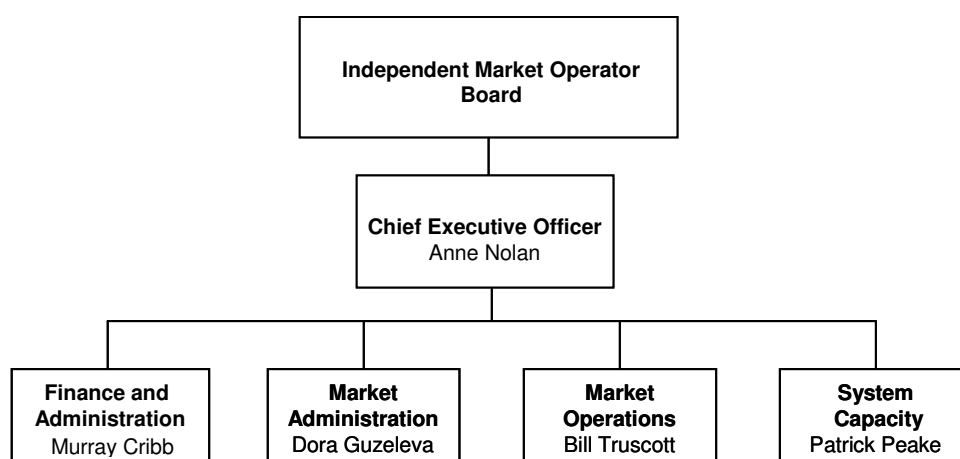 Independent Market Operator
Board
Chief Executive Officer
Anne Nolan
Finance and
Administration
Murray Cribb
Market
Administration
Dora Guzeleva
Market
Operations
Bill Truscott
System
Capacity
Patrick Peake